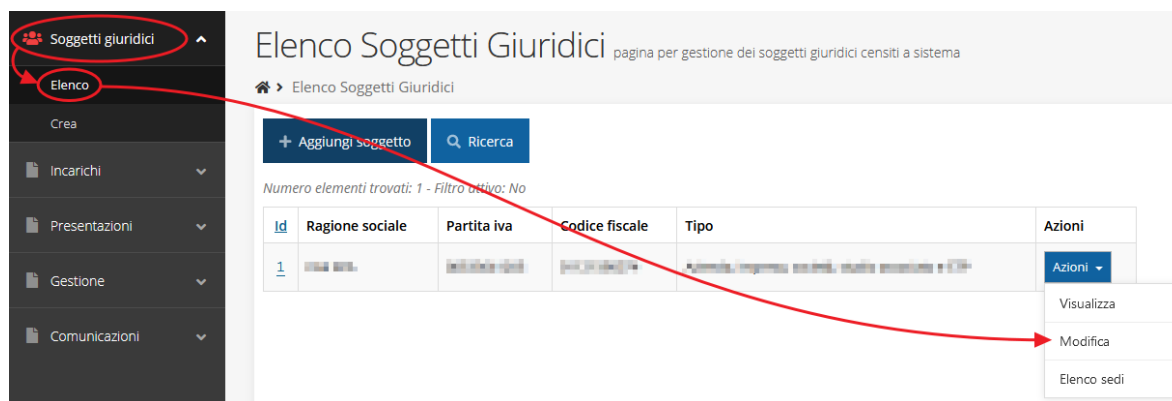 Soggetti giuridici
Elenco
Crea
Incarichi
Presentazioni
Gestione
Comunicazioni
Elenco Soggetti Giuridici pagina per gestione dei soggetti giuridici censiti a sistema
Elenco Soggetti Giuridici
+ Aggiungi soggetto
Ricerca
Numero elementi trovati: 1 - Filtro attivo: No
Id Ragione sociale Partita iva Codice fiscale Tipo Azioni
1 Azioni
Visualizza
Modifica
Elenco sedi